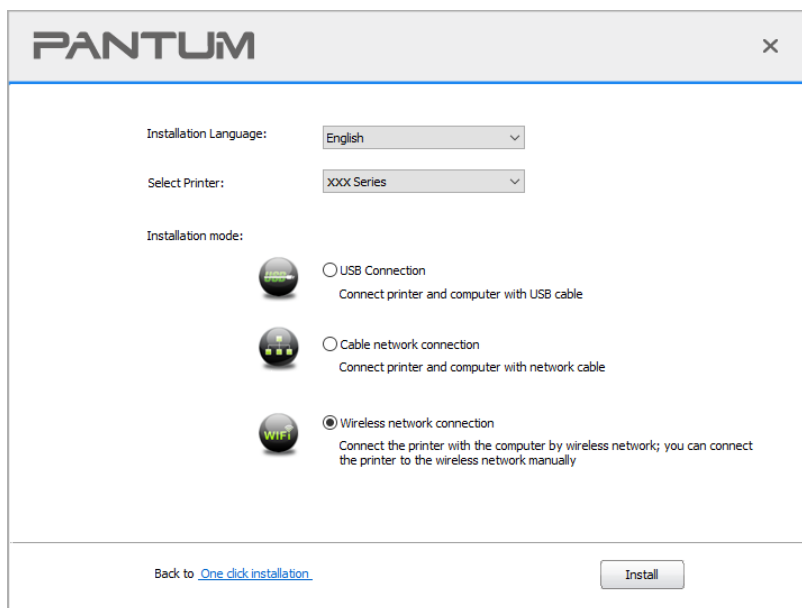 PANTUM
Installation Language:
English
Select Printer:
XXX Series
Installation mode:
USB
USB Connection
Connect printer and computer with USB cable
Cable network connection
Connect printer and computer with network cable
WiFi
Wireless network connection
Connect the printer with the computer by wireless network; you can connect
the printer to the wireless network manually
Back to One click installation
Install